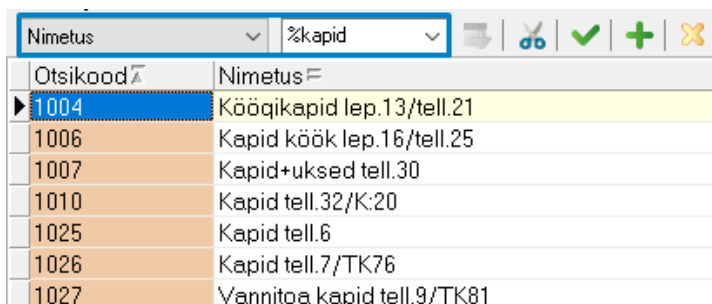 Nimetus %kapid
Otsikood Nimetus
1004 Köögikapid lep.13/tell.21
1006 Kapid köök lep.16/tell.25
1007 Kapid+uksed tell.30
1010 Kapid tell.32/K:20
1025 Kapid tell.6
1026 Kapid tell.7/TK76
1027 Vannitoa kapid tell.9/TK81